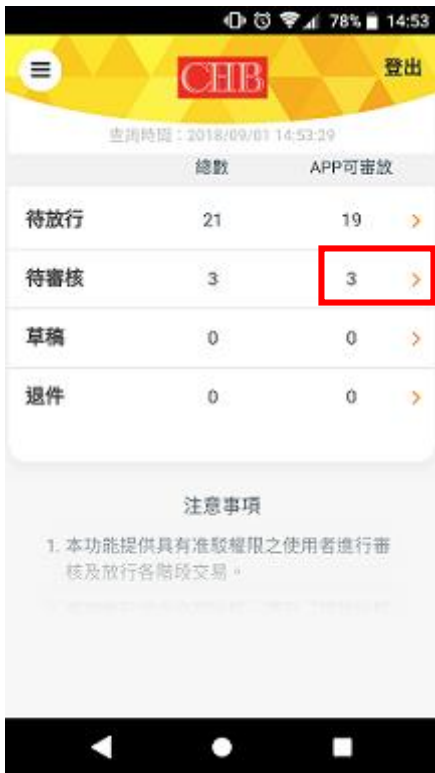 78% 14:53
CHB 登出
查詢時間：2018/09/01 14:53:29
總數 APP可審放
待放行 21 19 >
待審核 3 3 >
草稿 0 0 >
退件 0 0 >
注意事項
1. 本功能提供具有准駁權限之使用者進行審
核及放行各階段交易。